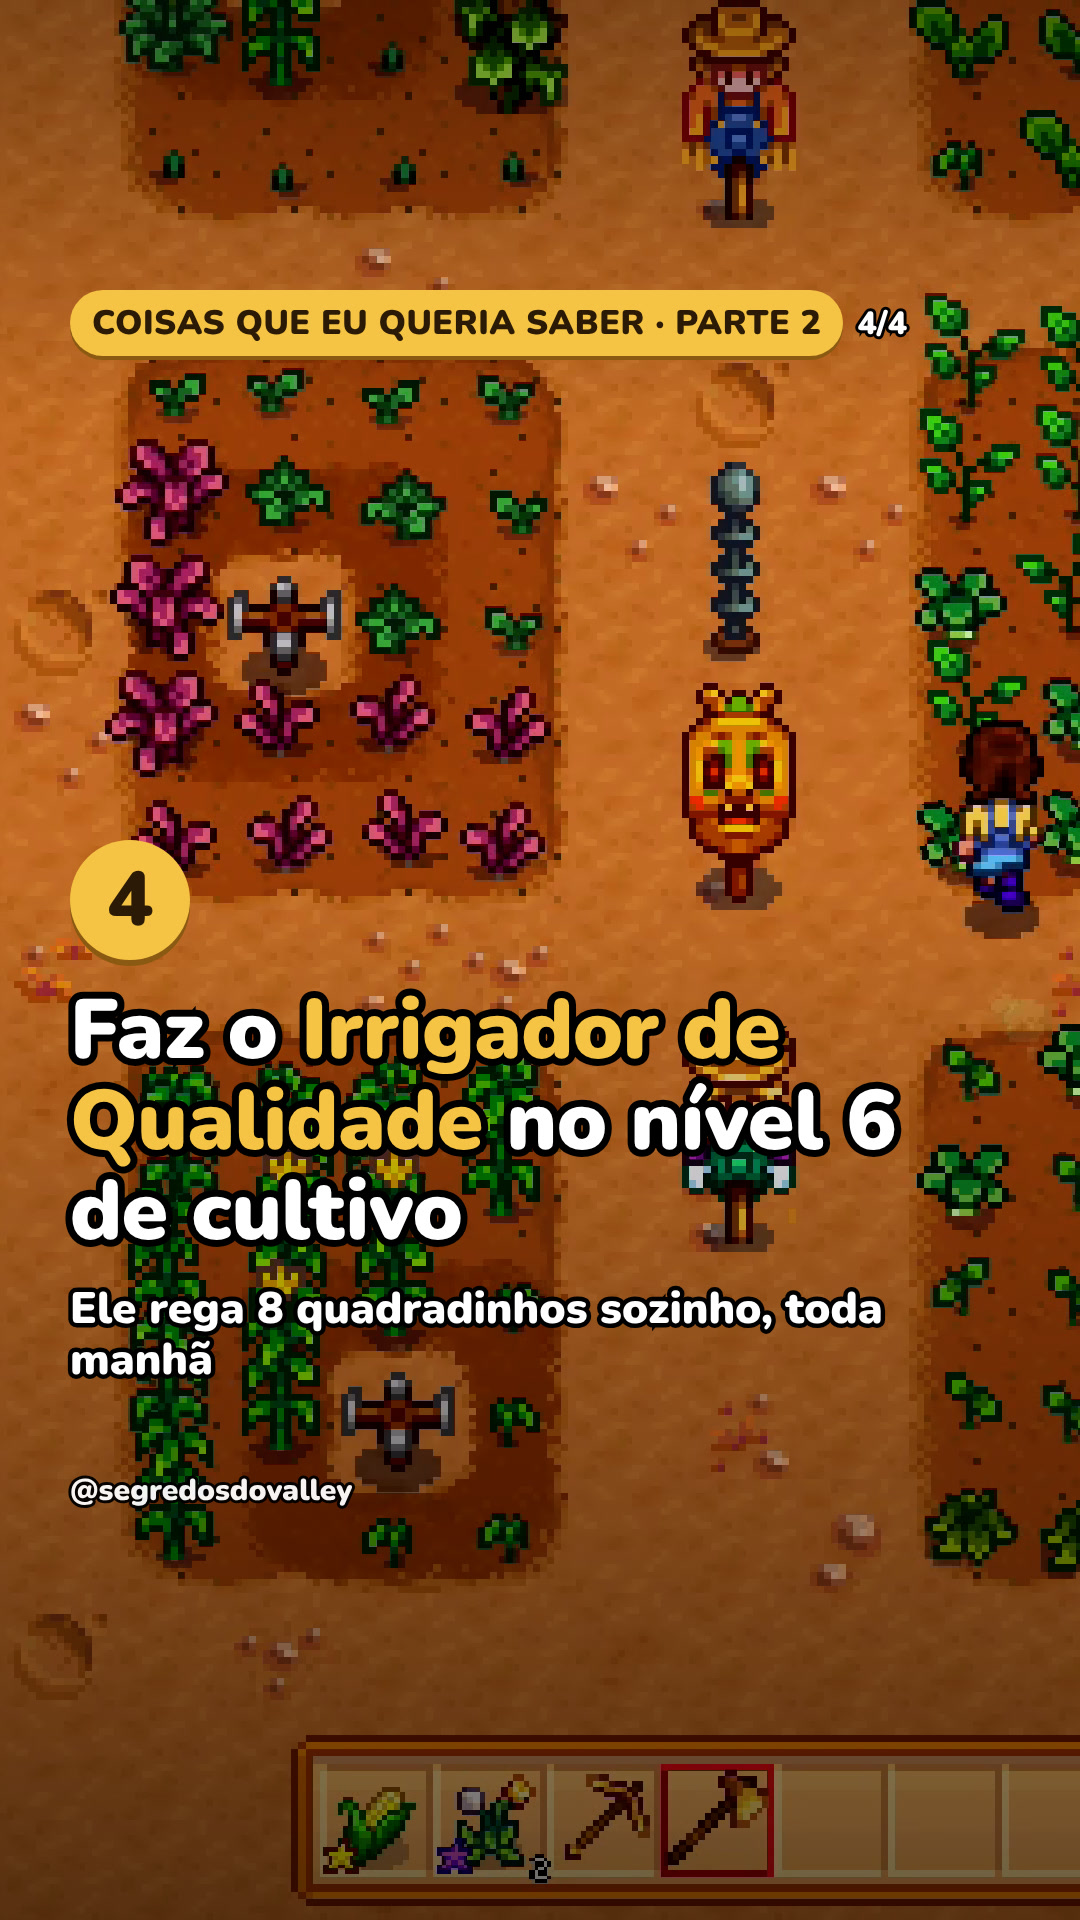 COISAS QUE EU QUERIA SABER · PARTE 2 4/4
4
Faz o Irrigador de
Qualidade no nível 6
de cultivo
Ele rega 8 quadradinhos sozinho, toda
manhã
@segredosdovalley
2